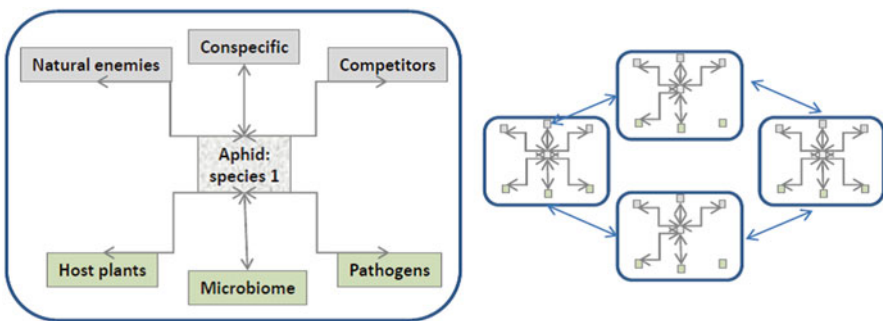 Natural enemies
Conspecific
Competitors
Aphid:
species 1
Host plants
Microbiome
Pathogens